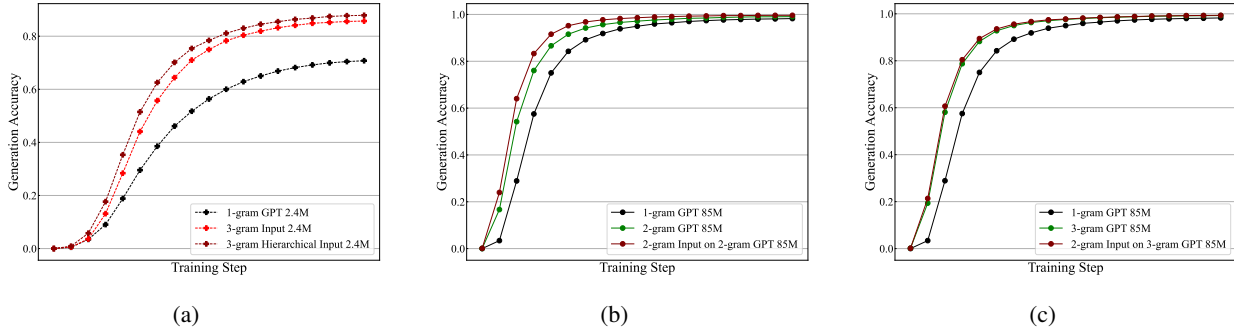 Generation Accuracy
0.8
0.6
0.4
0.2
0.0
1-gram GPT 2.4M
3-gram Input 2.4M
3-gram Hierarchical Input 2.4M
Training Step
(a)
Generation Accuracy
1.0
0.8
0.6
0.4
0.2
0.0
1-gram GPT 85M
2-gram GPT 85M
2-gram Input on 2-gram GPT 85M
Training Step
(b)
Generation Accuracy
1.0
0.8
0.6
0.4
0.2
0.0
1-gram GPT 85M
3-gram GPT 85M
2-gram Input on 3-gram GPT 85M
Training Step
(c)